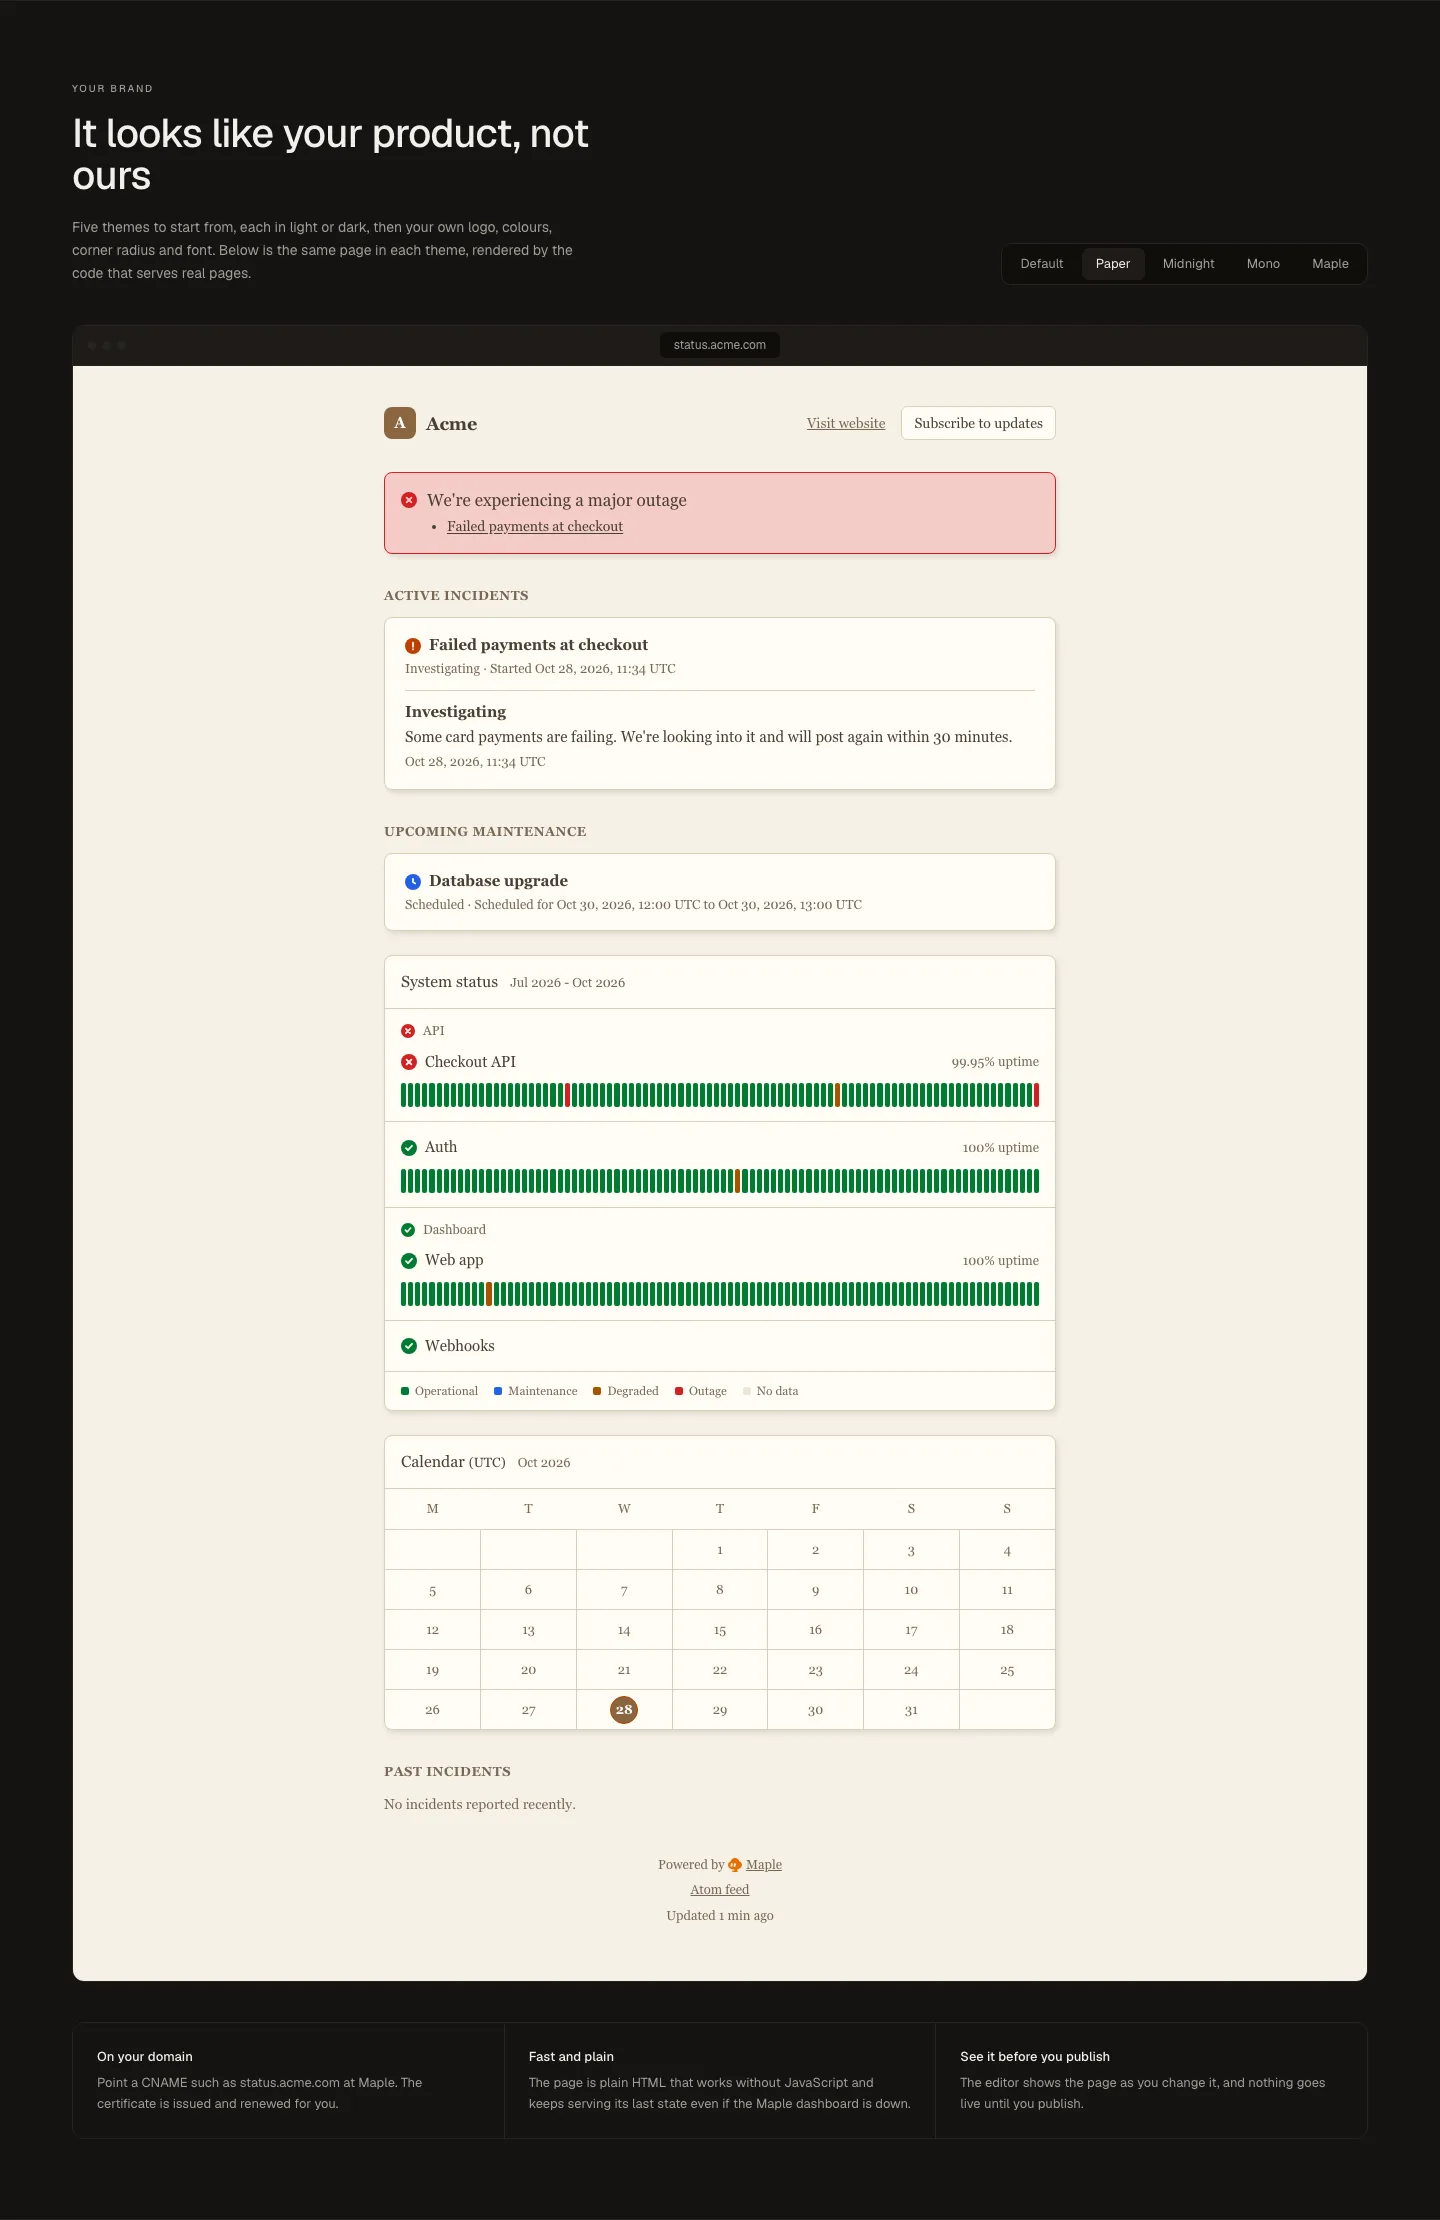 YOUR BRAND
It looks like your product, not
ours
Five themes to start from, each in light or dark, then your own logo, colours,
corner radius and font. Below is the same page in each theme, rendered by the
code that serves real pages.
Default Paper Midnight Mono Maple
status.acme.com
A Acme Visit website Subscribe to updates
We're experiencing a major outage
• Failed payments at checkout
ACTIVE INCIDENTS
Failed payments at checkout
Investigating · Started Oct 28, 2026, 11:34 UTC
Investigating
Some card payments are failing. We're looking into it and will post again within 30 minutes.
Oct 28, 2026, 11:34 UTC
UPCOMING MAINTENANCE
Database upgrade
Scheduled · Scheduled for Oct 30, 2026, 12:00 UTC to Oct 30, 2026, 13:00 UTC
System status Jul 2026 - Oct 2026
API
Checkout API 99.95% uptime
Auth 100% uptime
Dashboard
Web app 100% uptime
Webhooks
Operational Maintenance Degraded Outage No data
Calendar (UTC) Oct 2026
M T W T F S S
1 2 3 4
5 6 7 8 9 10 11
12 13 14 15 16 17 18
19 20 21 22 23 24 25
26 27 28 29 30 31
PAST INCIDENTS
No incidents reported recently.
Powered by Maple
Atom feed
Updated 1 min ago
On your domain
Point a CNAME such as status.acme.com at Maple. The
certificate is issued and renewed for you.
Fast and plain
The page is plain HTML that works without JavaScript and
keeps serving its last state even if the Maple dashboard is down.
See it before you publish
The editor shows the page as you change it, and nothing goes
live until you publish.